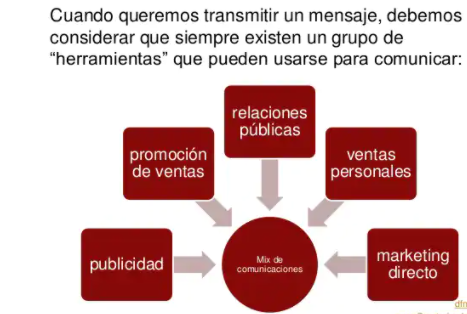 Cuando queremos transmitir un mensaje, debemos
considerar que siempre existen un grupo de
“herramientas” que pueden usarse para comunicar:
relaciones
públicas
promoción
de ventas
ventas
personales
publicidad
Mix de
comunicaciones
marketing
directo